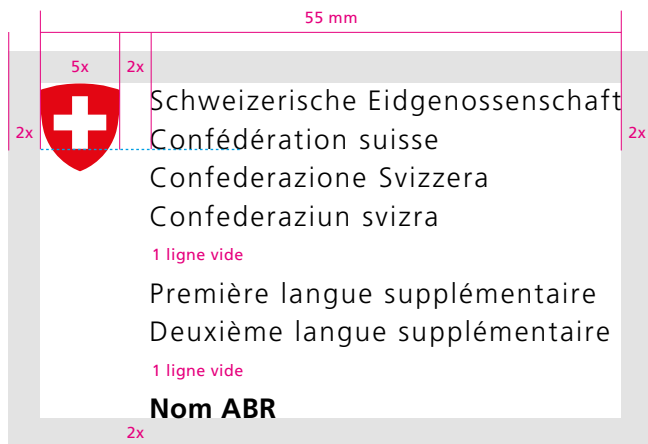 55 mm
5x 2x
Schweizerische Eidgenossenschaft
2x Confédération suisse 2x
Confederazione Svizzera
Confederaziun svizra
1 ligne vide
Première langue supplémentaire
Deuxième langue supplémentaire
1 ligne vide
Nom ABR
2x